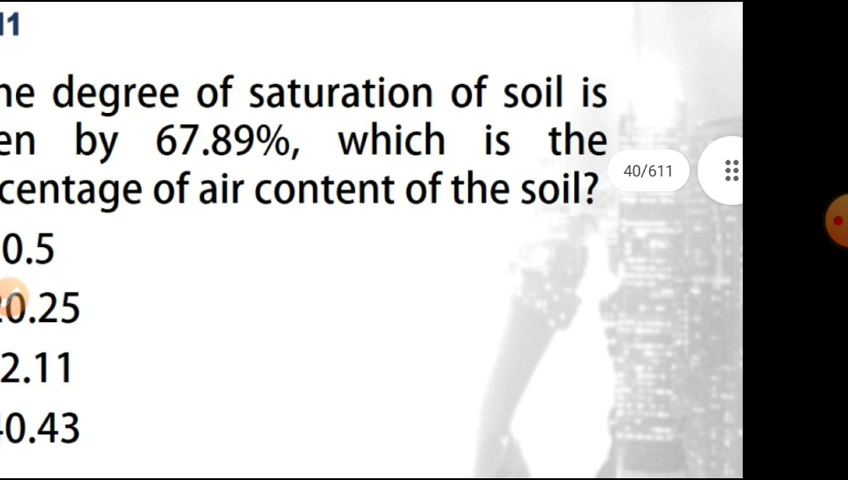 11
he degree of saturation of soil is
en by 67.89%, which is the
centage of air content of the soil?
40/611
0.5
0.25
2.11
0.43